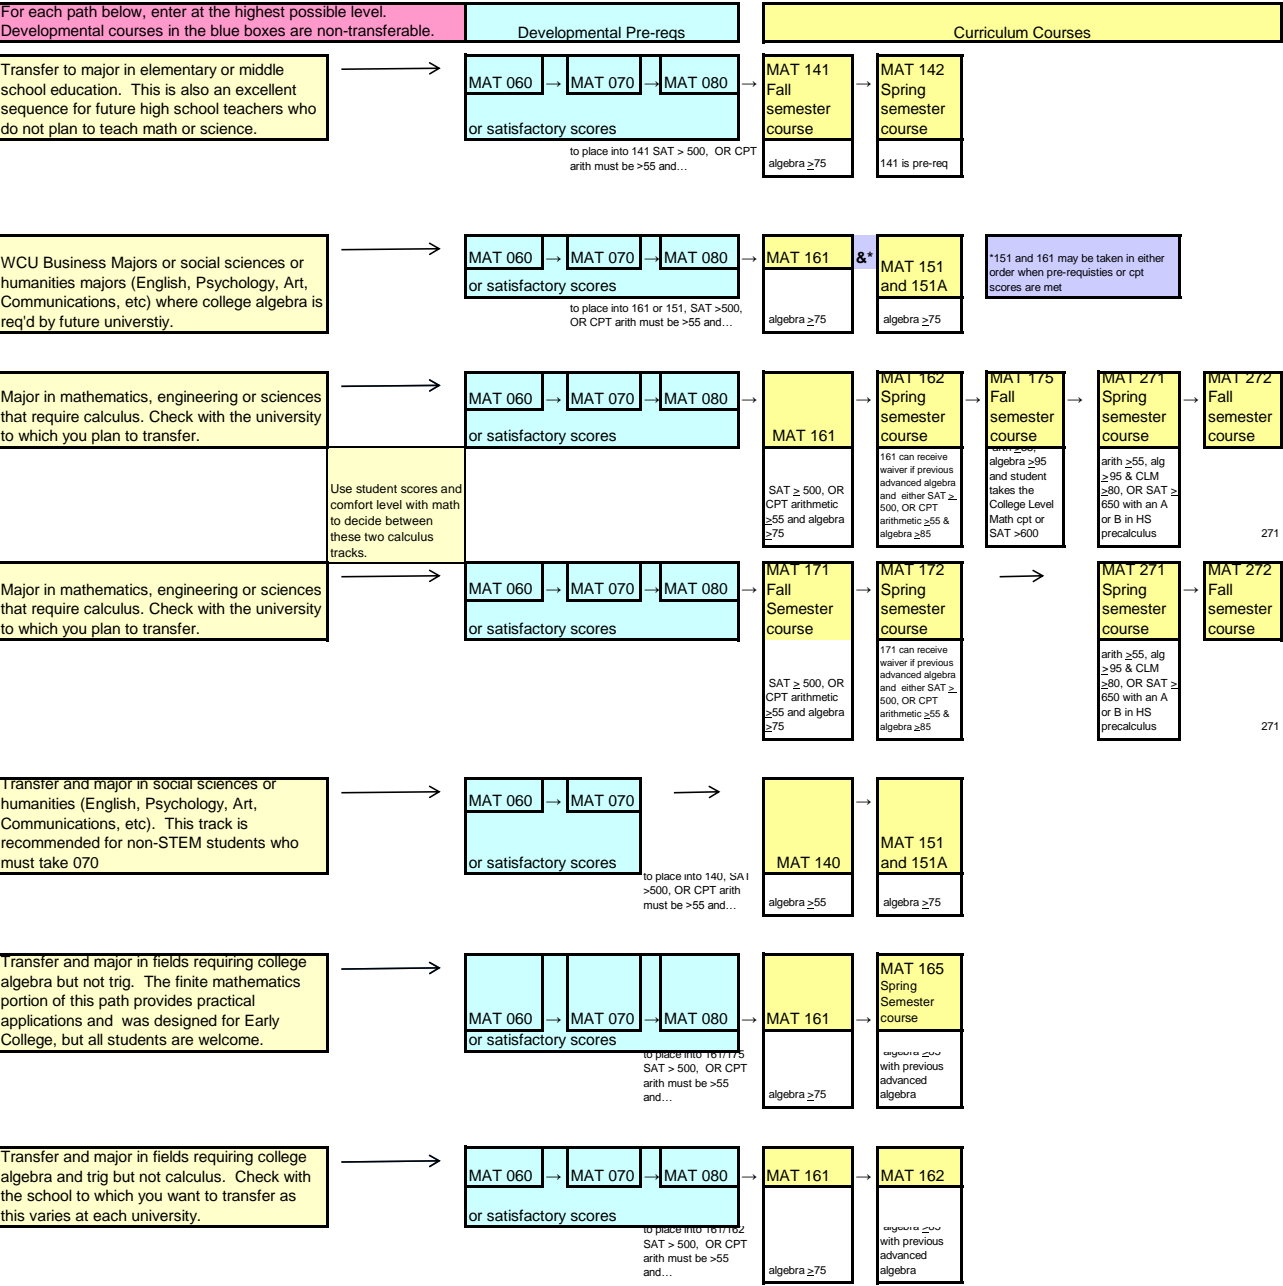 For each path below, enter at the highest possible level.
Developmental courses in the blue boxes are non-transferable.
Developmental Pre-reqs
Curriculum Courses
Transfer to major in elementary or middle
school education. This is also an excellent
sequence for future high school teachers who
do not plan to teach math or science.
MAT 060 → MAT 070 → MAT 080 →
or satisfactory scores
to place into 141 SAT > 500, OR CPT
arith must be >55 and…
MAT 141
Fall
semester
course
algebra ≥75
→
MAT 142
Spring
semester
course
141 is pre-req
WCU Business Majors or social sciences or
humanities majors (English, Psychology, Art,
Communications, etc) where college algebra is
req'd by future universtiy.
MAT 060 → MAT 070 → MAT 080 →
or satisfactory scores
to place into 161 or 151, SAT >500,
OR CPT arith must be >55 and…
MAT 161
algebra ≥75
&*
MAT 151
and 151A
algebra ≥75
*151 and 161 may be taken in either
order when pre-requisties or cpt
scores are met
Major in mathematics, engineering or sciences
that require calculus. Check with the university
to which you plan to transfer.
MAT 060 → MAT 070 → MAT 080 →
or satisfactory scores
MAT 161
SAT ≥ 500, OR
CPT arithmetic
≥55 and algebra
≥75
→
MAT 162
Spring
semester
course
161 can receive
waiver if previous
advanced algebra
and either SAT ≥
500, OR CPT
arithmetic ≥55 &
algebra ≥85
→
MAT 175
Fall
semester
course
algebra ≥95
and student
takes the
College Level
Math cpt or
SAT >600
→
MAT 271
Spring
semester
course
arith ≥55, alg
≥95 & CLM
≥80, OR SAT ≥
650 with an A
or B in HS
precalculus
→
MAT 272
Fall
semester
course
271
Use student scores and
comfort level with math
to decide between
these two calculus
tracks.
Major in mathematics, engineering or sciences
that require calculus. Check with the university
to which you plan to transfer.
MAT 060 → MAT 070 → MAT 080 →
or satisfactory scores
MAT 171
Fall
Semester
course
SAT ≥ 500, OR
CPT arithmetic
≥55 and algebra
≥75
→
MAT 172
Spring
semester
course
171 can receive
waiver if previous
advanced algebra
and either SAT ≥
500, OR CPT
arithmetic ≥55 &
algebra ≥85
MAT 271
Spring
semester
course
arith ≥55, alg
≥95 & CLM
≥80, OR SAT ≥
650 with an A
or B in HS
precalculus
→
MAT 272
Fall
semester
course
271
Transfer and major in social sciences or
humanities (English, Psychology, Art,
Communications, etc). This track is
recommended for non-STEM students who
must take 070
MAT 060 → MAT 070
or satisfactory scores
to place into 140, SAT
>500, OR CPT arith
must be >55 and…
MAT 140
algebra ≥55
→
MAT 151
and 151A
algebra ≥75
Transfer and major in fields requiring college
algebra but not trig. The finite mathematics
portion of this path provides practical
applications and was designed for Early
College, but all students are welcome.
MAT 060 → MAT 070 → MAT 080 →
or satisfactory scores
to place into 161/175
SAT > 500, OR CPT
arith must be >55
and…
MAT 161
algebra ≥75
→
MAT 165
Spring
Semester
course
with previous
advanced
algebra
Transfer and major in fields requiring college
algebra and trig but not calculus. Check with
the school to which you want to transfer as
this varies at each university.
MAT 060 → MAT 070 → MAT 080 →
or satisfactory scores
to place into 161/162
SAT > 500, OR CPT
arith must be >55
and…
MAT 161
algebra ≥75
→
MAT 162
with previous
advanced
algebra